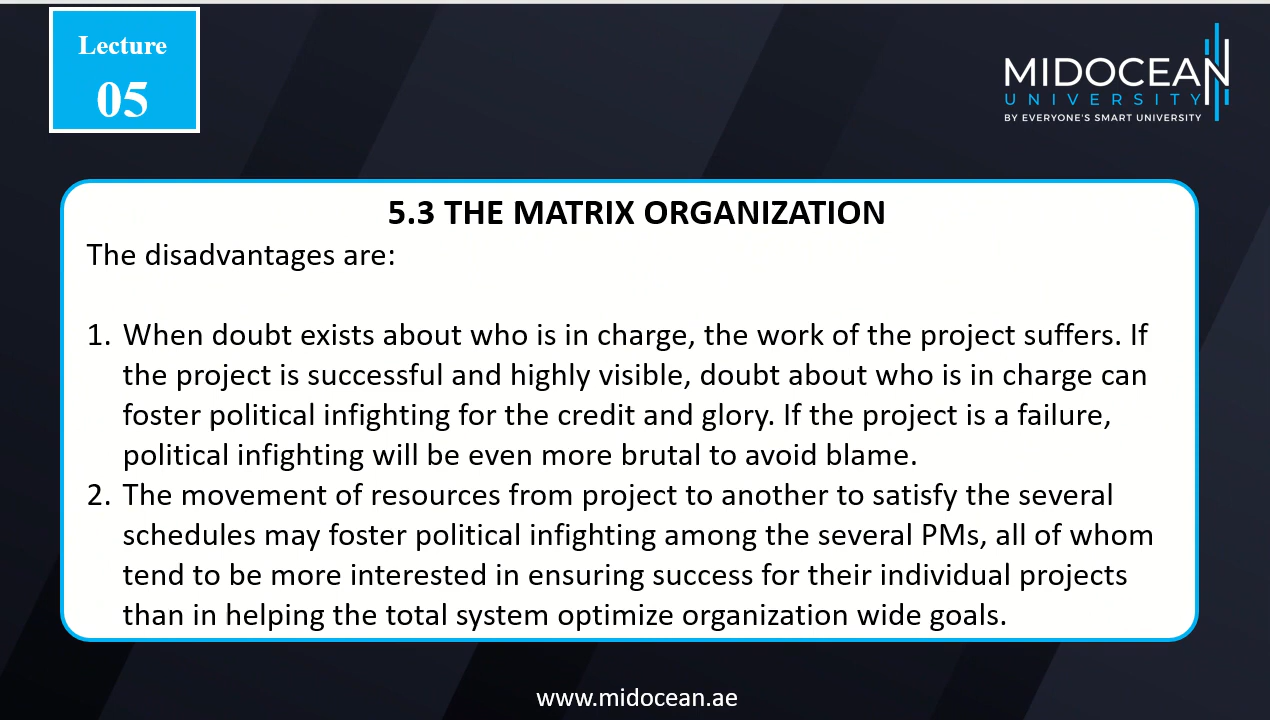 Lecture
05
MIDOCEAN
UNIVERSITY
BY EVERYONE'S SMART UNIVERSITY
5.3 THE MATRIX ORGANIZATION
The disadvantages are:
1. When doubt exists about who is in charge, the work of the project suffers. If
the project is successful and highly visible, doubt about who is in charge can
foster political infighting for the credit and glory. If the project is a failure,
political infighting will be even more brutal to avoid blame.
2. The movement of resources from project to another to satisfy the several
schedules may foster political infighting among the several PMs, all of whom
tend to be more interested in ensuring success for their individual projects
than in helping the total system optimize organization wide goals.
www.midocean.ae